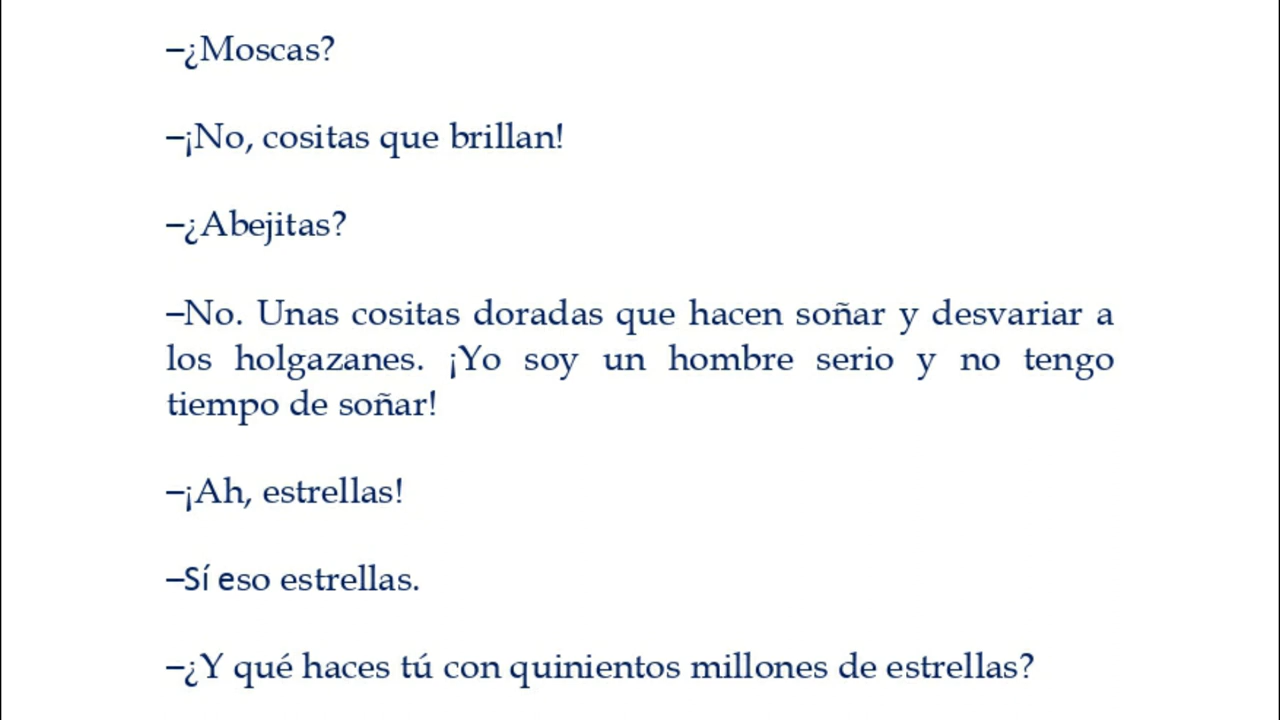 –¿Moscas?
–¡No, cositas que brillan!
–¿Abejitas?
–No. Unas cositas doradas que hacen soñar y desvariar a
los holgazanes. ¡Yo soy un hombre serio y no tengo
tiempo de soñar!
–¡Ah, estrellas!
–Sí eso estrellas.
–¿Y qué haces tú con quinientos millones de estrellas?